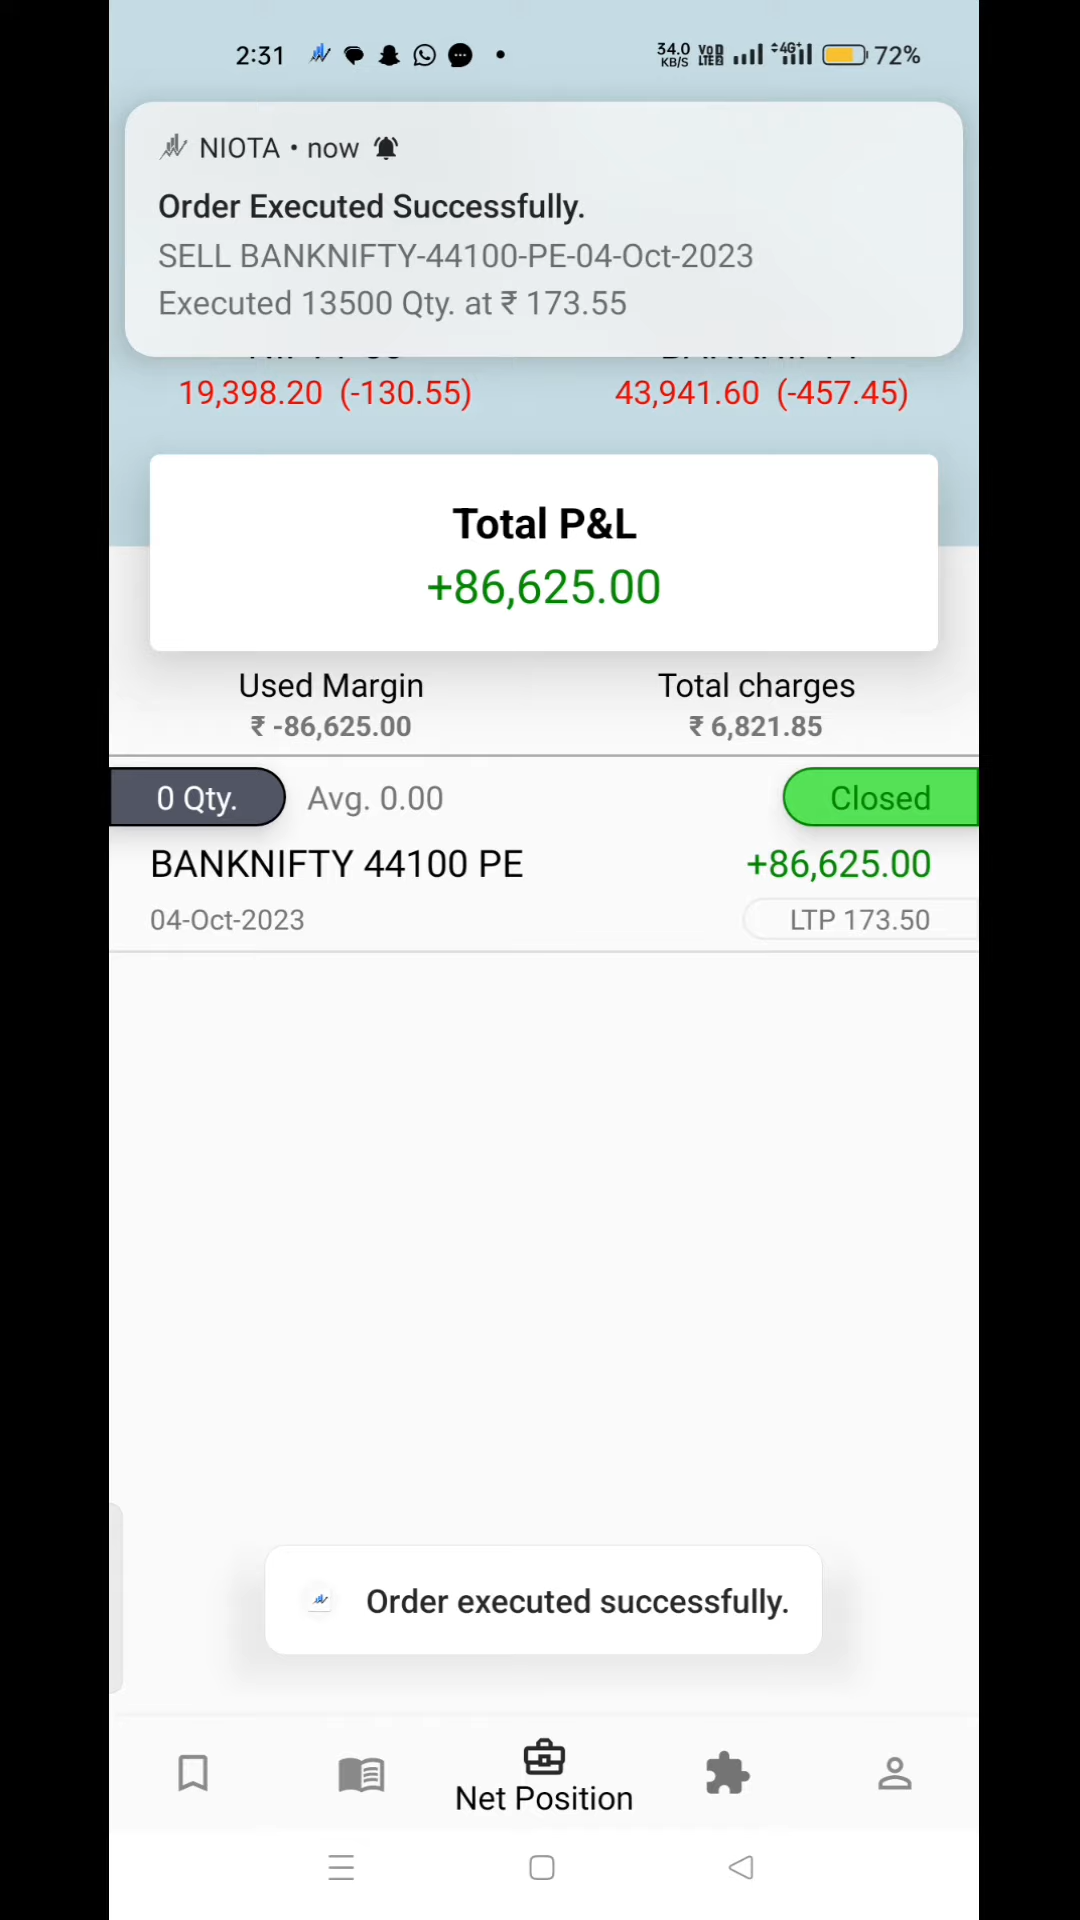 2:31
34.0 KB/S VoD LTE2 4G+ 72%
NIOTA • now
Order Executed Successfully.
SELL BANKNIFTY-44100-PE-04-Oct-2023
Executed 13500 Qty. at ₹ 173.55
19,398.20 (-130.55) 43,941.60 (-457.45)
Total P&L
+86,625.00
Used Margin Total charges
₹ -86,625.00 ₹ 6,821.85
0 Qty. Avg. 0.00 Closed
BANKNIFTY 44100 PE +86,625.00
04-Oct-2023 LTP 173.50
Order executed successfully.
Net Position